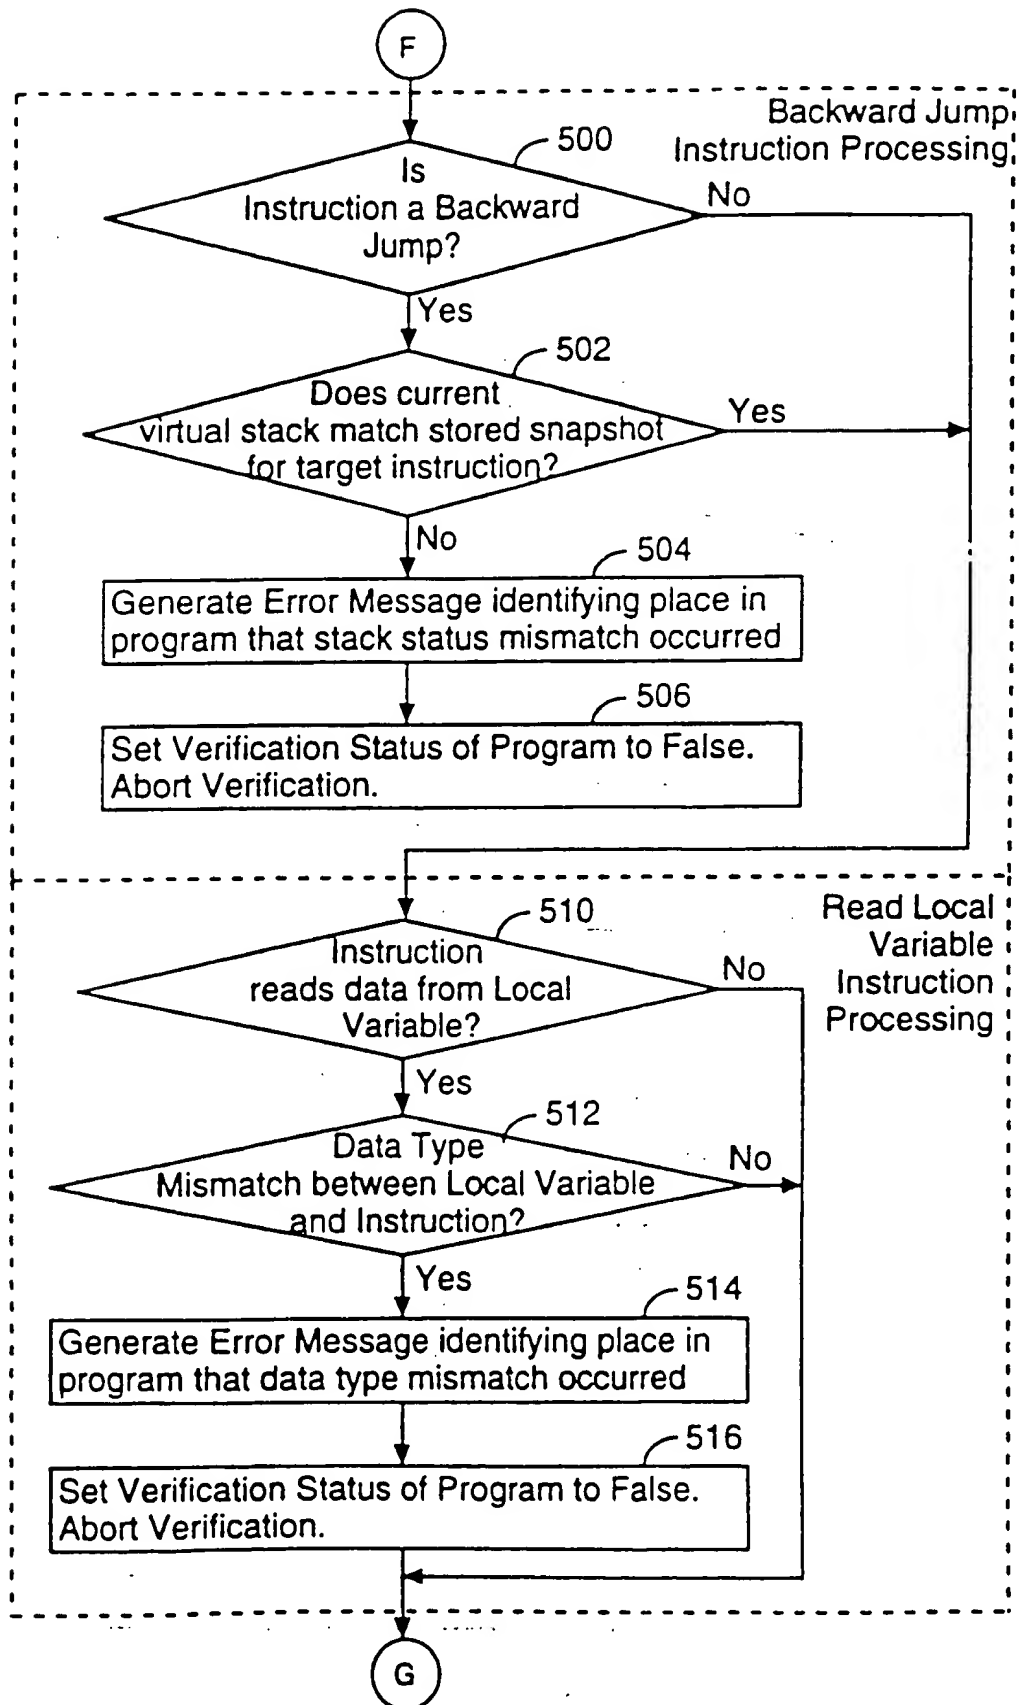 F
Backward Jump
Instruction Processing
500
Is
Instruction a Backward
Jump?
No
Yes
502
Does current
virtual stack match stored snapshot
for target instruction?
Yes
No
504
Generate Error Message identifying place in
program that stack status mismatch occurred
506
Set Verification Status of Program to False.
Abort Verification.
Read Local
Variable
Instruction
Processing
510
Instruction
reads data from Local
Variable?
No
Yes
512
Data Type
Mismatch between Local Variable
and Instruction?
No
Yes
514
Generate Error Message identifying place in
program that data type mismatch occurred
516
Set Verification Status of Program to False.
Abort Verification.
G